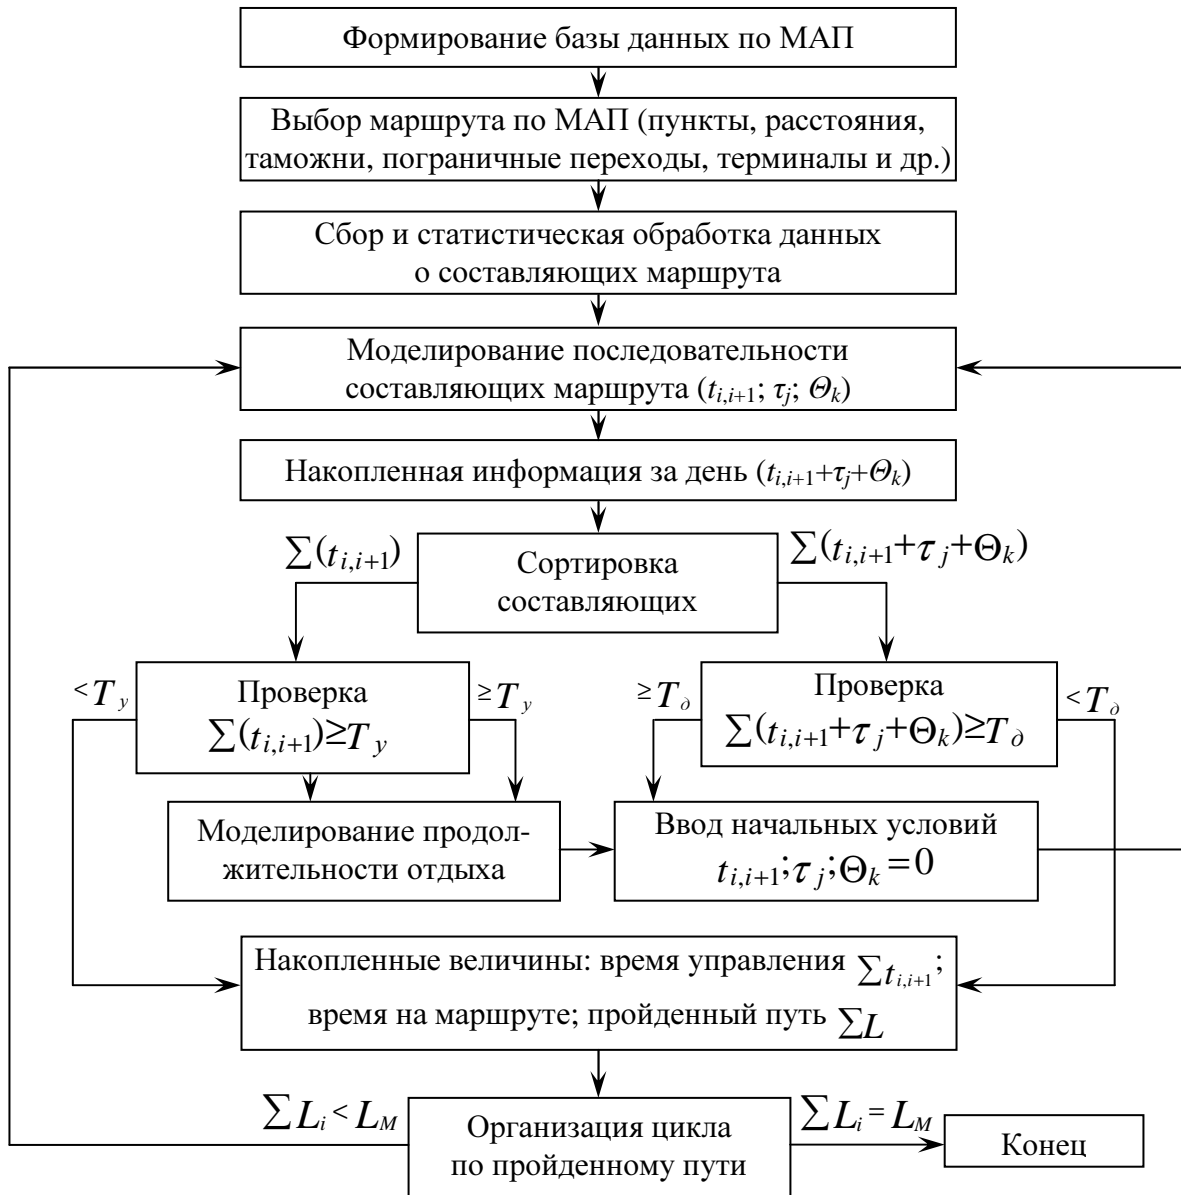 Формирование базы данных по МАП
Выбор маршрута по МАП (пункты, расстояния,
таможни, пограничные переходы, терминалы и др.)
Сбор и статистическая обработка данных
о составляющих маршрута
Моделирование последовательности
составляющих маршрута (t_{i,i+1}; τ_j; Θ_k)
Накопленная информация за день (t_{i,i+1}+τ_j+Θ_k)
∑(t_{i,i+1})
Сортировка
составляющих
∑(t_{i,i+1}+τ_j+Θ_k)
<T_у
Проверка
∑(t_{i,i+1})≥T_у
≥T_у
≥T_д
Проверка
∑(t_{i,i+1}+τ_j+Θ_k)≥T_д
<T_д
Моделирование продол-
жительности отдыха
Ввод начальных условий
t_{i,i+1};τ_j;Θ_k=0
Накопленные величины: время управления ∑t_{i,i+1};
время на маршруте; пройденный путь ∑L
∑L_i<L_М
Организация цикла
по пройденному пути
∑L_i=L_М
Конец